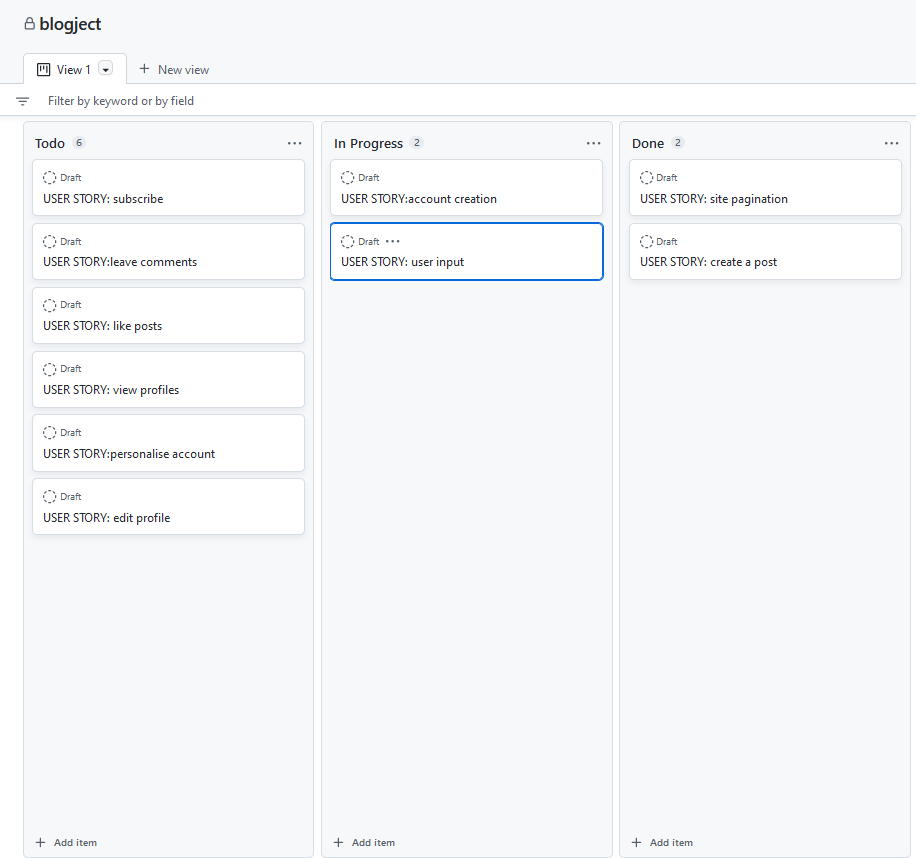 blogject
View 1
New view
Filter by keyword or by field
Todo 6
Draft
USER STORY: subscribe
Draft
USER STORY:leave comments
Draft
USER STORY: like posts
Draft
USER STORY: view profiles
Draft
USER STORY:personalise account
Draft
USER STORY: edit profile
Add item
In Progress 2
Draft
USER STORY:account creation
Draft
USER STORY: user input
Add item
Done 2
Draft
USER STORY: site pagination
Draft
USER STORY: create a post
Add item